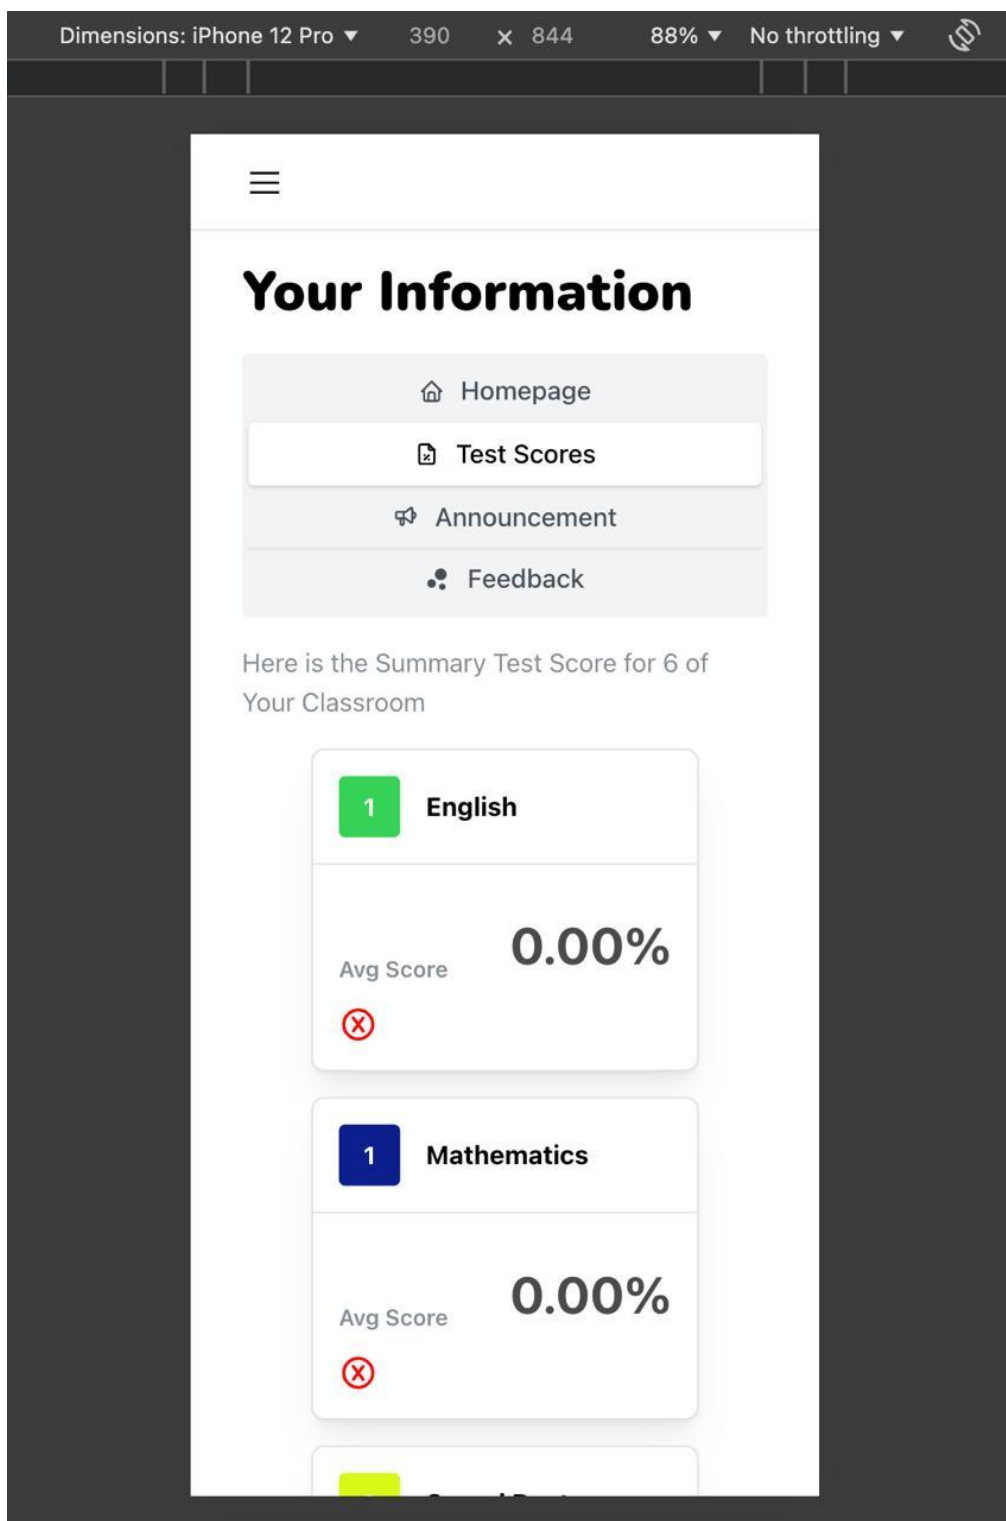 Dimensions: iPhone 12 Pro ▼ 390 × 844 88% ▼ No throttling ▼
Your Information
Homepage
Test Scores
Announcement
Feedback
Here is the Summary Test Score for 6 of
Your Classroom
1 English
0.00%
Avg Score
X
1 Mathematics
0.00%
Avg Score
X